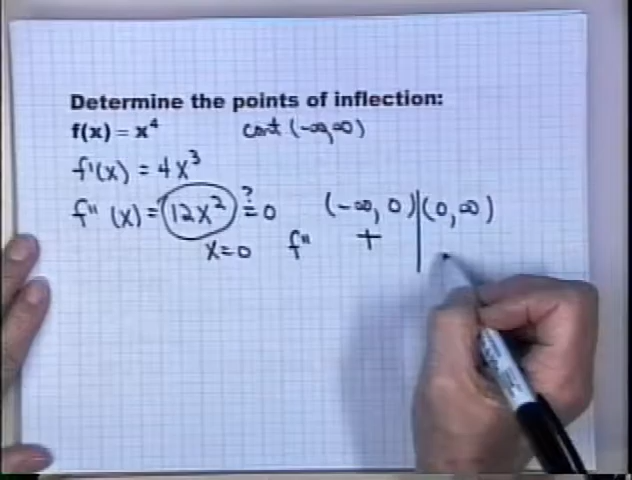 Determine the points of inflection:
f(x) = x⁴ cont (-∞,∞)
f'(x) = 4x³
f" (x) = 12x² ≟ 0 (-∞, 0) | (0, ∞)
x=0 f" +